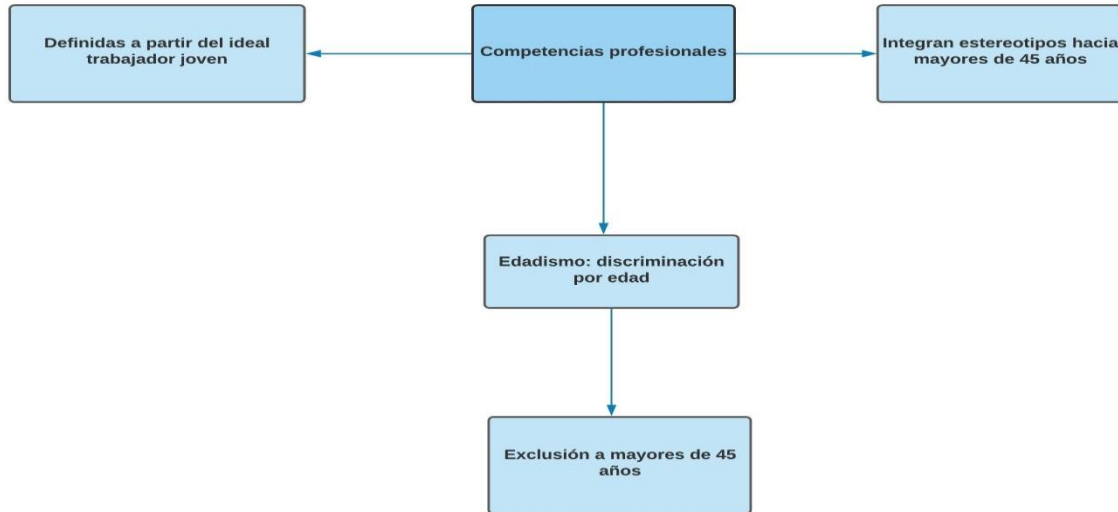 Definidas a partir del ideal
trabajador joven
Competencias profesionales
Integran estereotipos hacia
mayores de 45 años
Edadismo: discriminación
por edad
Exclusión a mayores de 45
años